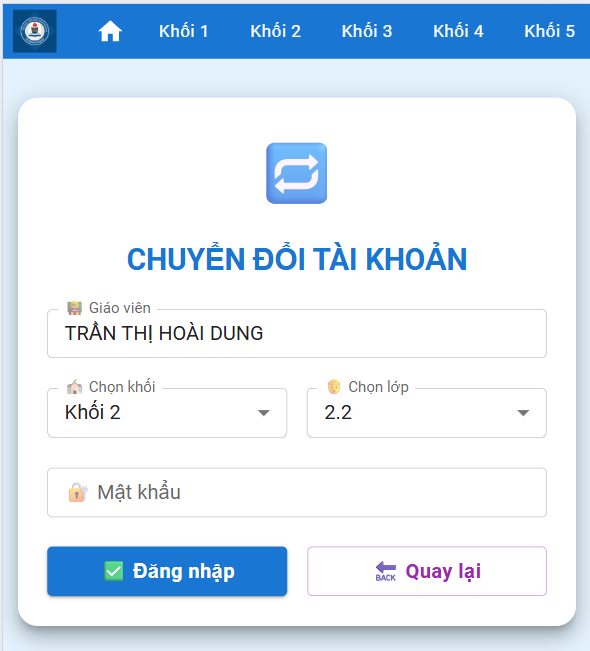 Khối 1 Khối 2 Khối 3 Khối 4 Khối 5
CHUYỂN ĐỔI TÀI KHOẢN
Giáo viên
TRẦN THỊ HOÀI DUNG
Chọn khối Chọn lớp
Khối 2 2.2
Mật khẩu
Đăng nhập BACK Quay lại